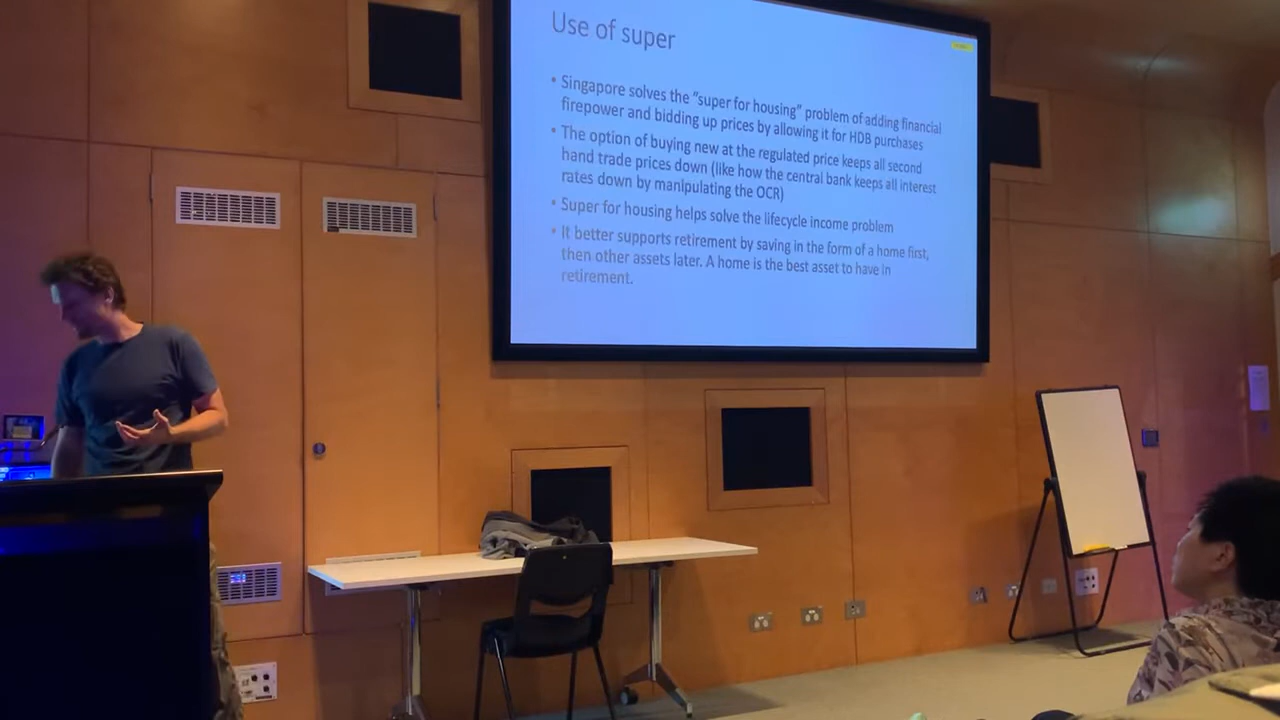 Use of super
• Singapore solves the "super for housing" problem of adding financial
firepower and bidding up prices by allowing it for HDB purchases
• The option of buying new at the regulated price keeps all second
hand trade prices down (like how the central bank keeps all interest
rates down by manipulating the OCR)
• Super for housing helps solve the lifecycle income problem
• It better supports retirement by saving in the form of a home first,
then other assets later. A home is the best asset to have in
retirement.